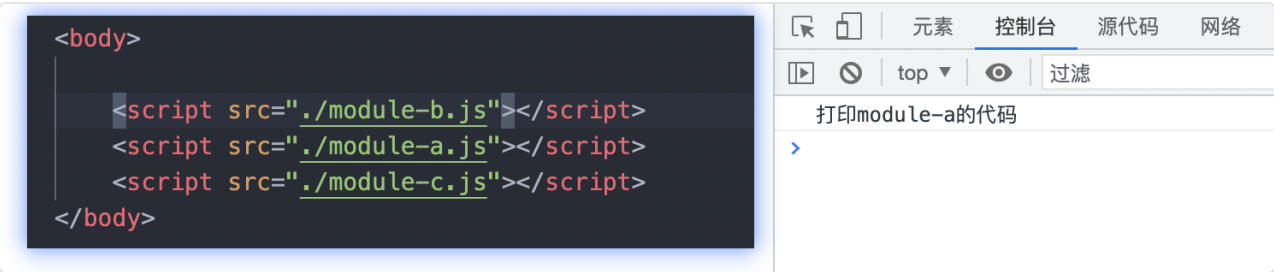 <body>
<script src="./module-b.js"></script>
<script src="./module-a.js"></script>
<script src="./module-c.js"></script>
</body>
元素 控制台 源代码 网络
top ▼ 过滤
打印module-a的代码
>